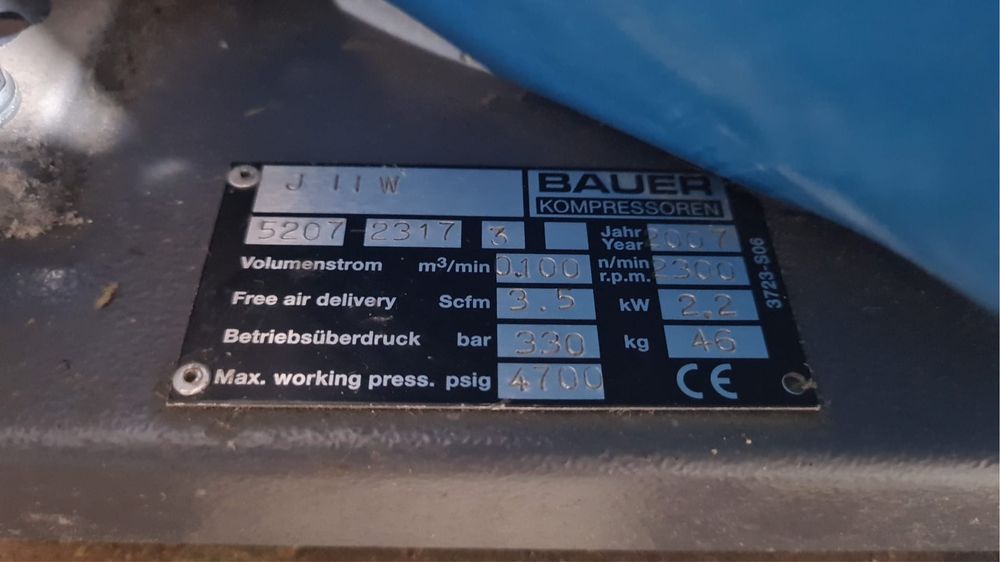 J II W
BAUER
KOMPRESSOREN
5207-2317 3
Jahr
Year 2007
Volumenstrom m³/min 0.100
n/min
r.p.m. 2300
Free air delivery Scfm 3.5
kW 2,2
Betriebsüberdruck bar 330
kg 46
Max. working press. psig 4700
CE
3723-S06